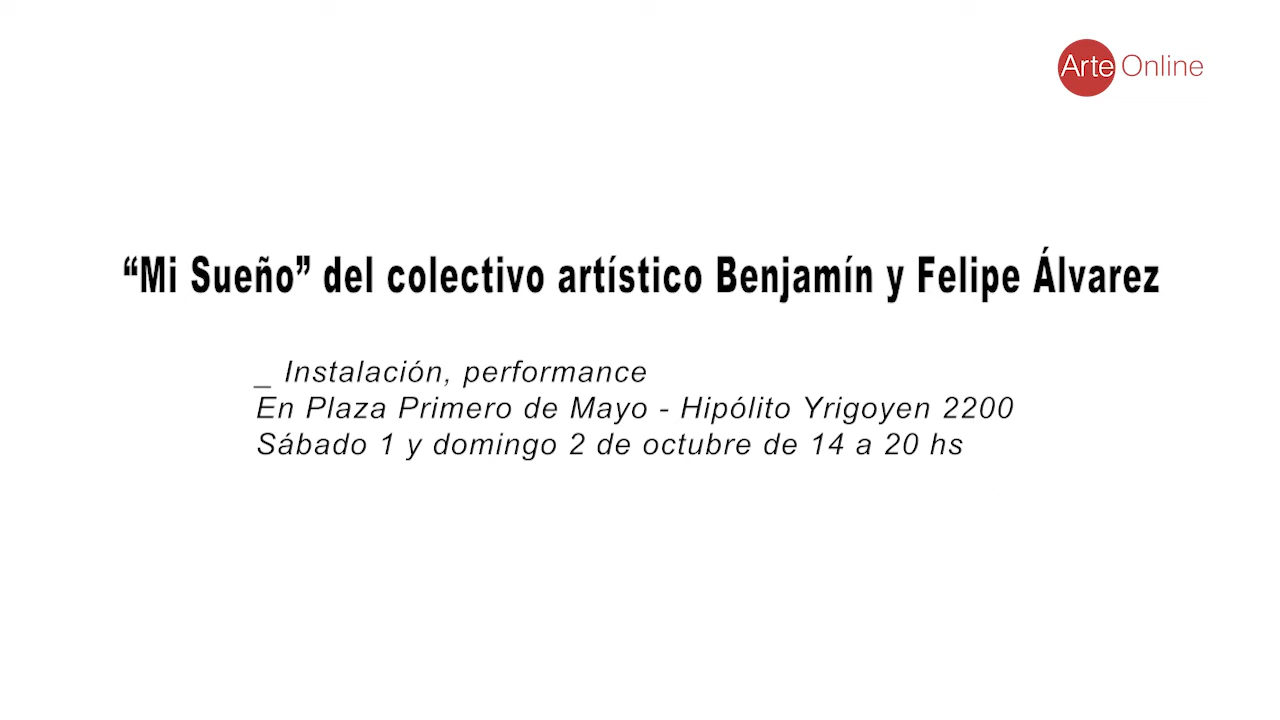 Arte Online
“Mi Sueño” del colectivo artístico Benjamín y Felipe Álvarez
_ Instalación, performance
En Plaza Primero de Mayo - Hipólito Yrigoyen 2200
Sábado 1 y domingo 2 de octubre de 14 a 20 hs